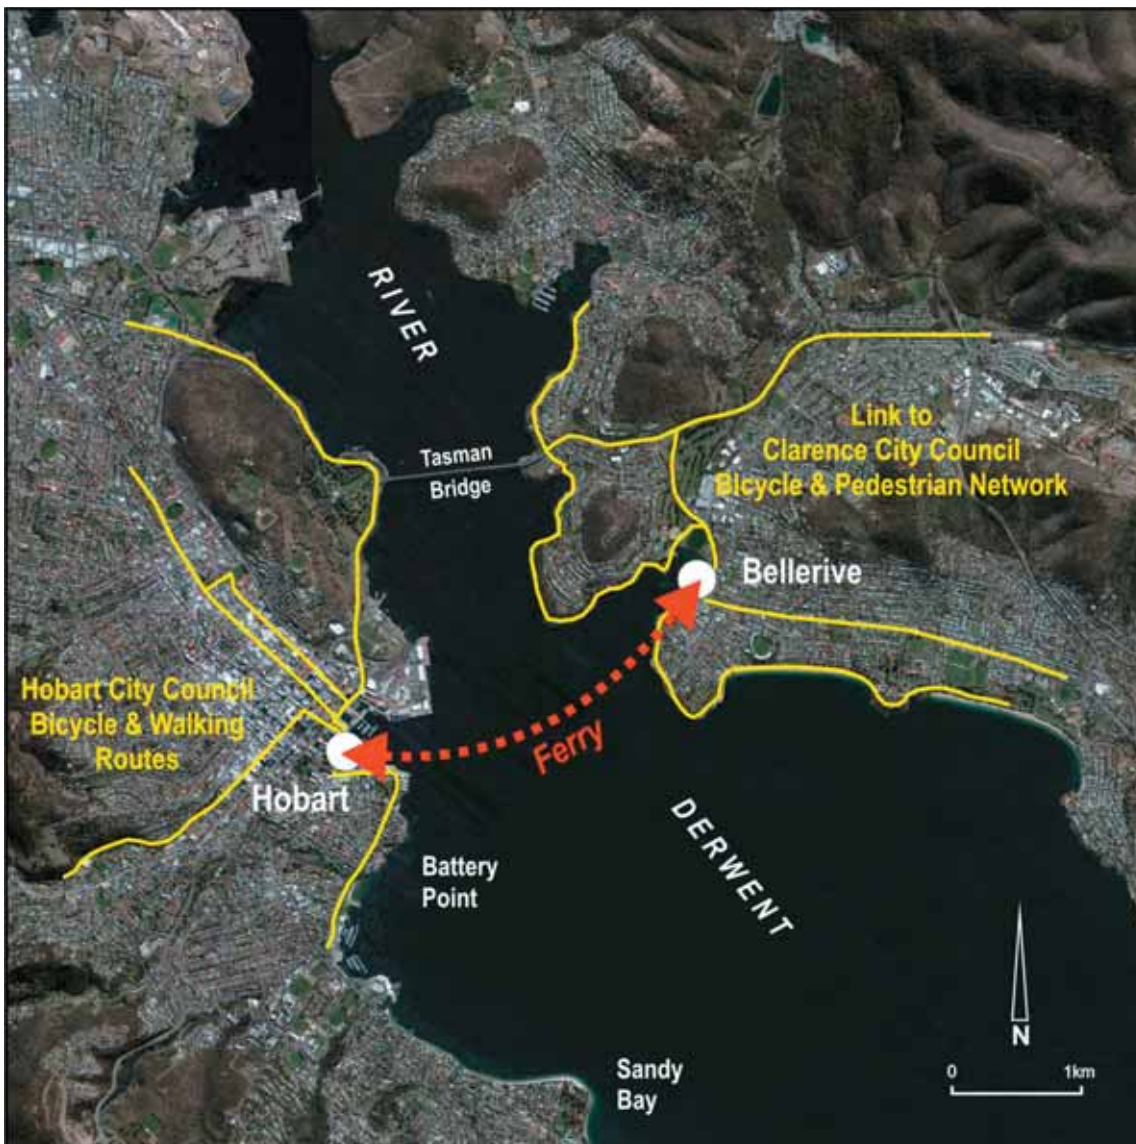 RIVER
Tasman
Bridge
Link to
Clarence City Council
Bicycle & Pedestrian Network
Bellerive
Hobart City Council
Bicycle & Walking
Routes
Ferry
Hobart
DERWENT
Battery
Point
N
Sandy
Bay
0 1km